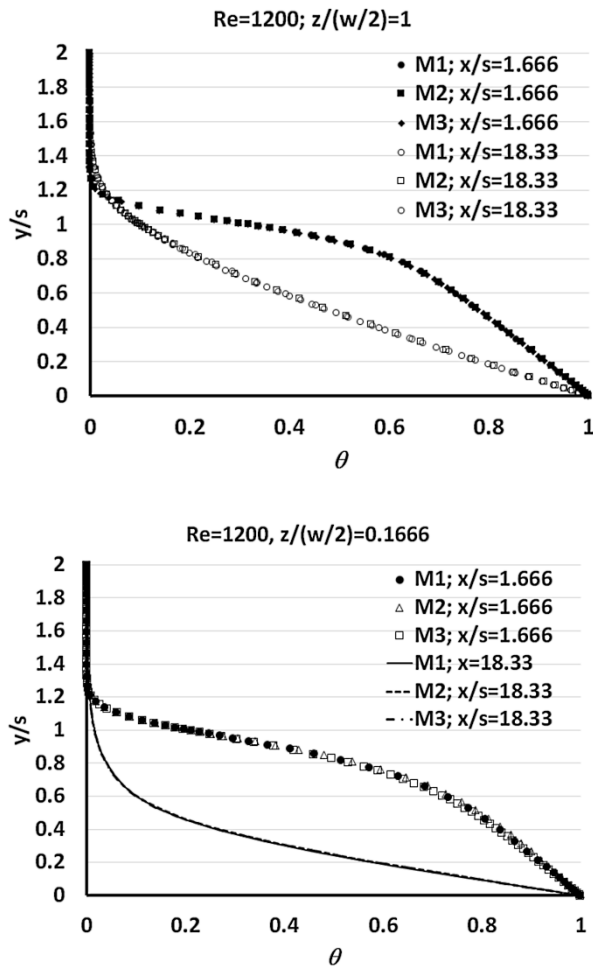 Re=1200; z/(w/2)=1
2
1.8
1.6
1.4
1.2
1
0.8
0.6
0.4
0.2
0
y/s
M1; x/s=1.666
M2; x/s=1.666
M3; x/s=1.666
M1; x/s=18.33
M2; x/s=18.33
M3; x/s=18.33
0 0.2 0.4 0.6 0.8 1
θ
Re=1200, z/(w/2)=0.1666
2
1.8
1.6
1.4
1.2
1
0.8
0.6
0.4
0.2
0
y/s
M1; x/s=1.666
M2; x/s=1.666
M3; x/s=1.666
M1; x=18.33
M2; x/s=18.33
M3; x/s=18.33
0 0.2 0.4 0.6 0.8 1
θ